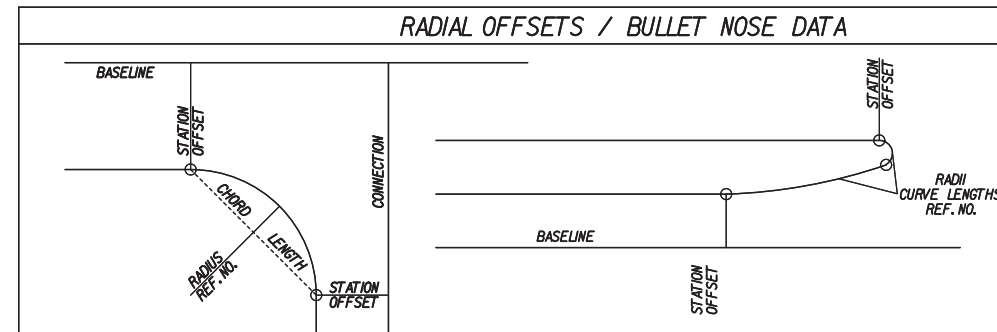 RADIAL OFFSETS / BULLET NOSE DATA
BASELINE
STATION
OFFSET
CHORD
LENGTH
RADIUS
REF. NO.
CONNECTION
STATION
OFFSET
STATION
OFFSET
RADII
CURVE LENGTHS
REF. NO.
BASELINE
STATION
OFFSET